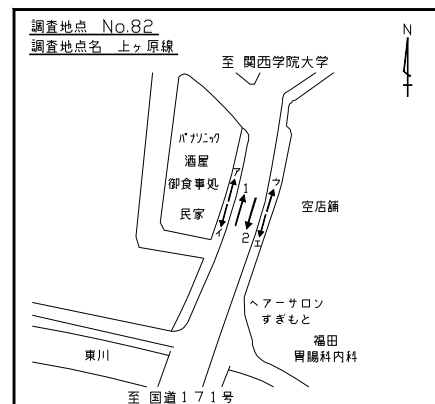 調査地点 No.82
調査地点名 上ヶ原線
至 関西学院大学
N
パナソニック
酒屋
御食事処
民家
ア
イ
1
2
ウ
エ
空店舗
ヘアーサロン
すぎもと
福田
胃腸科内科
東川
至 国道171号